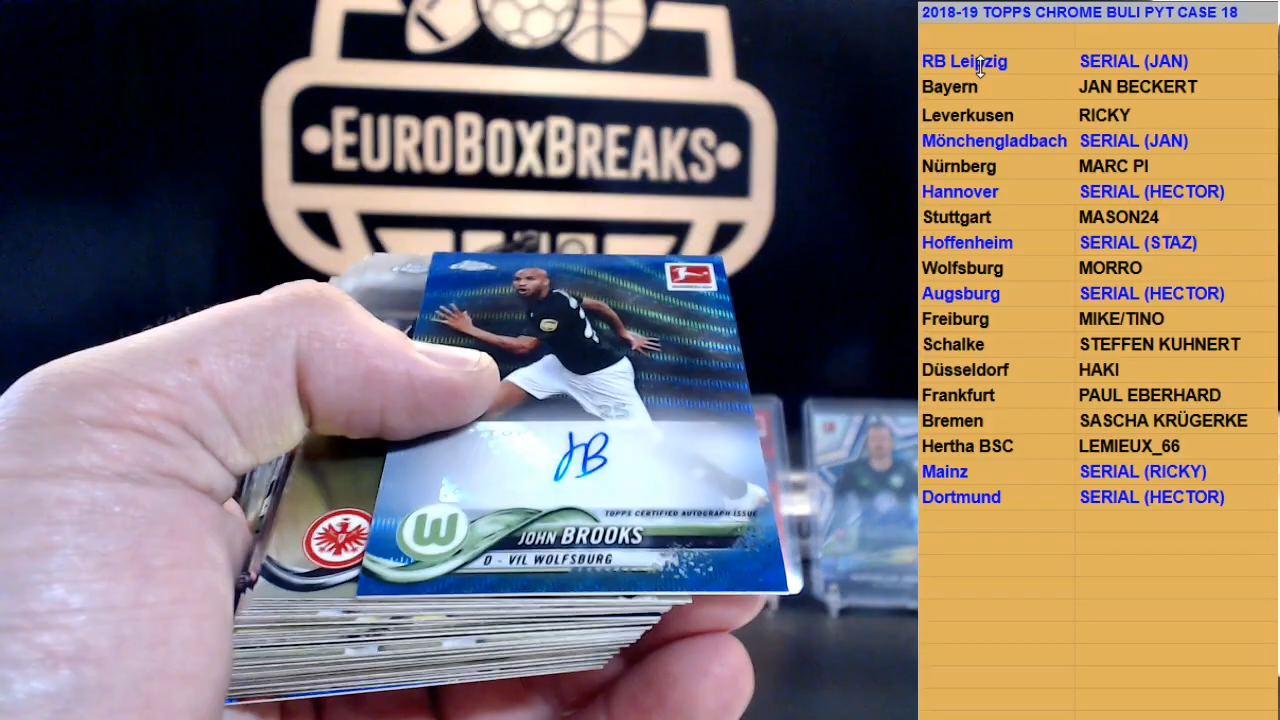 EUROBOXBREAKS
35
JB
TOPPS CERTIFIED AUTOGRAPH ISSUE
JOHN BROOKS
D - VfL WOLFSBURG
2018-19 TOPPS CHROME BULI PYT CASE 18
RB Leipzig SERIAL (JAN)
Bayern JAN BECKERT
Leverkusen RICKY
Mönchengladbach SERIAL (JAN)
Nürnberg MARC PI
Hannover SERIAL (HECTOR)
Stuttgart MASON24
Hoffenheim SERIAL (STAZ)
Wolfsburg MORRO
Augsburg SERIAL (HECTOR)
Freiburg MIKE/TINO
Schalke STEFFEN KUHNERT
Düsseldorf HAKI
Frankfurt PAUL EBERHARD
Bremen SASCHA KRÜGERKE
Hertha BSC LEMIEUX_66
Mainz SERIAL (RICKY)
Dortmund SERIAL (HECTOR)